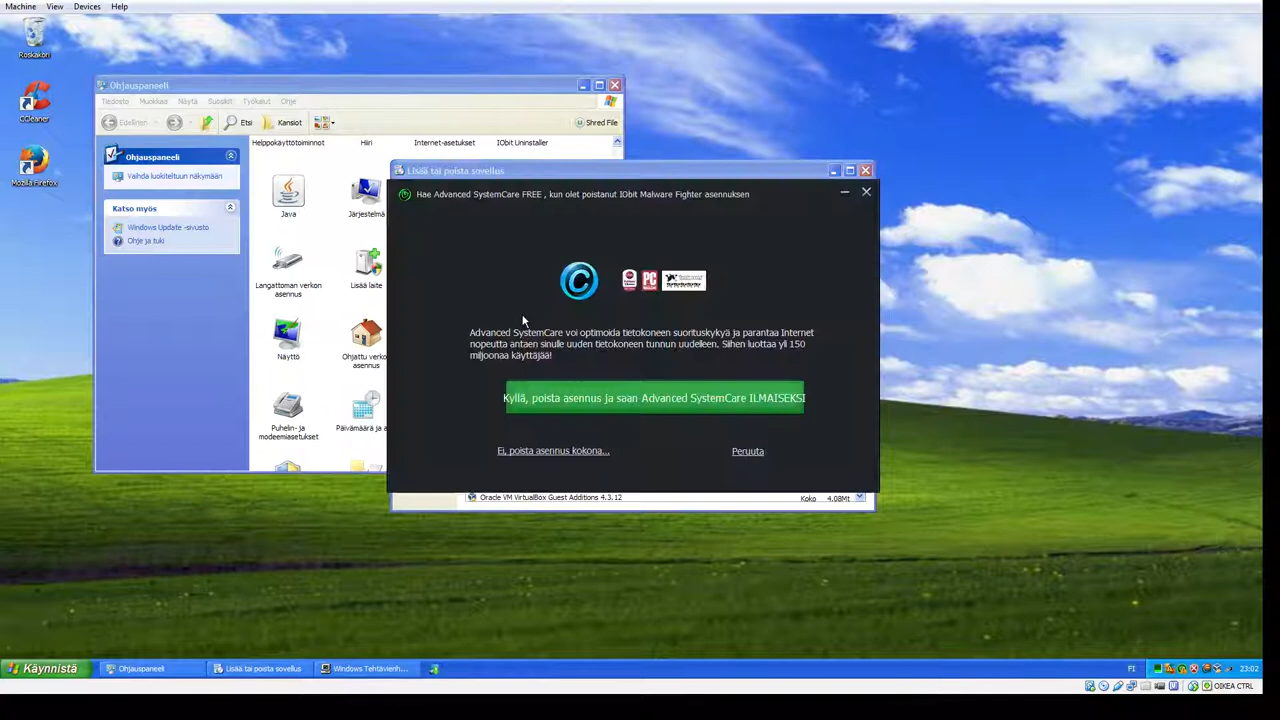 Machine View Devices Help
Roskakori
CCleaner
Mozilla Firefox
Ohjauspaneeli
Tiedosto Muokkaa Näytä Suosikit Työkalut Ohje
Edellinen Etsi Kansiot Shred File
Ohjauspaneeli
Vaihda luokiteltuun näkymään
Katso myös
Windows Update -sivusto
Ohje ja tuki
Helppokäyttötoiminnot Hiiri Internet-asetukset IObit Uninstaller
Java Järjestelmä
Langattoman verkon
asennus
Lisää laite
Näyttö
Ohjattu verko
asennus
Puhelin- ja
modeemiasetukset
Päivämäärä ja a
Lisää tai poista sovellus
Hae Advanced SystemCare FREE , kun olet poistanut IObit Malware Fighter asennuksen
Advanced SystemCare voi optimoida tietokoneen suorituskykyä ja parantaa Internet
nopeutta antaen sinulle uuden tietokoneen tunnun uudelleen. Siihen luottaa yli 150
miljoonaa käyttäjää!
Kyllä, poista asennus ja saan Advanced SystemCare ILMAISEKSI
Ei, poista asennus kokona... Peruuta
Oracle VM VirtualBox Guest Additions 4.3.12 Koko 4.08Mt
Käynnistä Ohjauspaneeli Lisää tai poista sovellus Windows Tehtävienh... FI 23:02
OIKEA CTRL